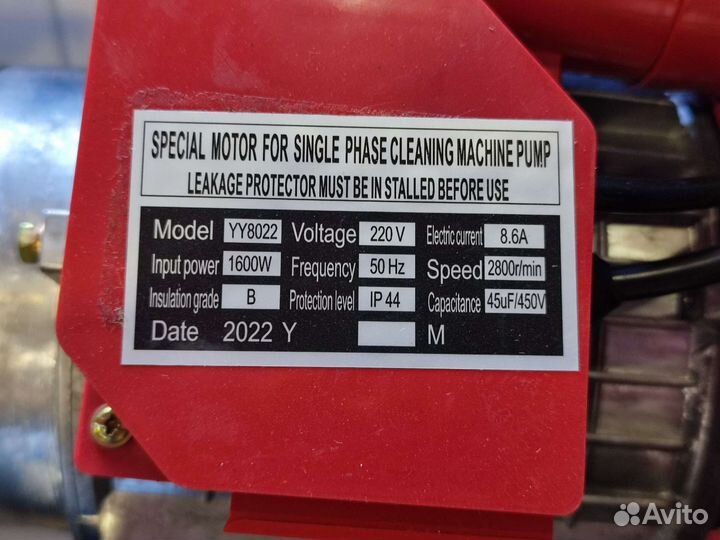 SPECIAL MOTOR FOR SINGLE PHASE CLEANING MACHINE PUMP
LEAKAGE PROTECTOR MUST BE IN STALLED BEFORE USE
Model YY8022 Voltage 220 V Electric current 8.6A
Input power 1600W Frequency 50 Hz Speed 2800r/min
Insulation grade B Protection level IP 44 Capacitance 45uF/450V
Date 2022 Y M
Avito